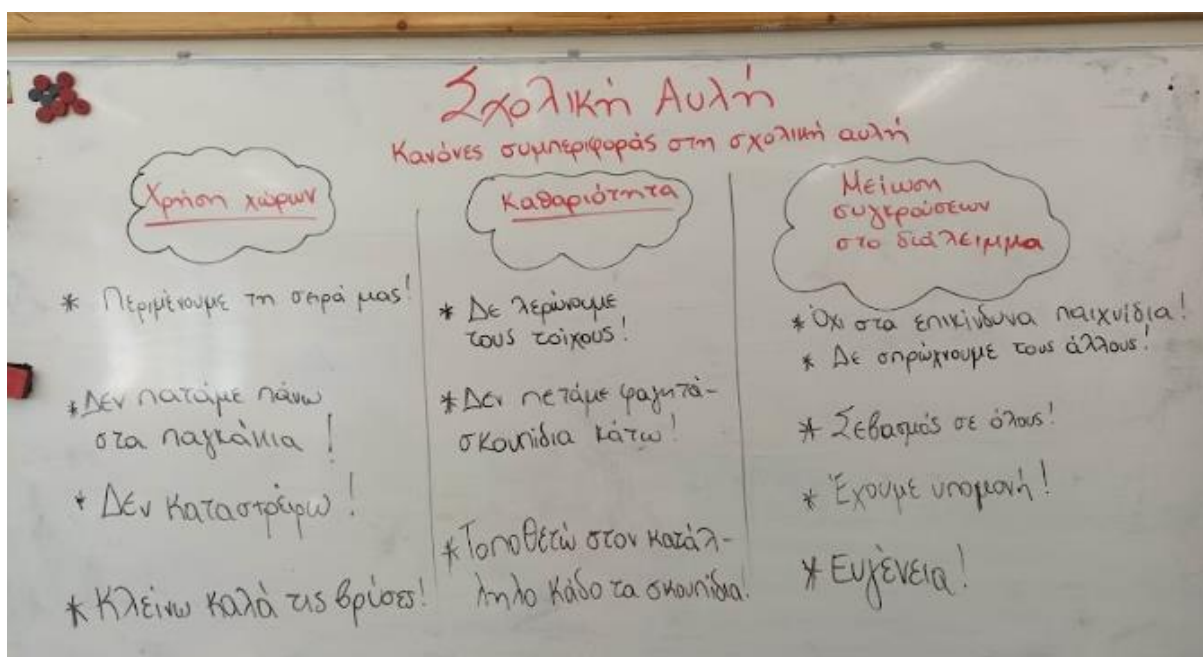 Σχολική Αυλή
Κανόνες συμπεριφοράς στη σχολική αυλή
Χρήση χώρων
* Περιμένουμε τη σειρά μας!
* Δεν πατάμε πάνω
στα παγκάκια!
* Δεν καταστρέφω!
* Κλείνω καλά τις βρύσες!
Καθαριότητα
* Δε λερώνουμε
τους τοίχους!
* Δεν πετάμε φαγητά-
σκουπίδια κάτω!
* Τοποθετώ στον κατάλ-
ληλο κάδο τα σκουπίδια!
Μείωση
συγκρούσεων
στο διάλειμμα
* Όχι στα επικίνδυνα παιχνίδια!
* Δε σπρώχνουμε τους άλλους!
* Σεβασμός σε όλους!
* Έχουμε υπομονή!
* Ευγένεια!